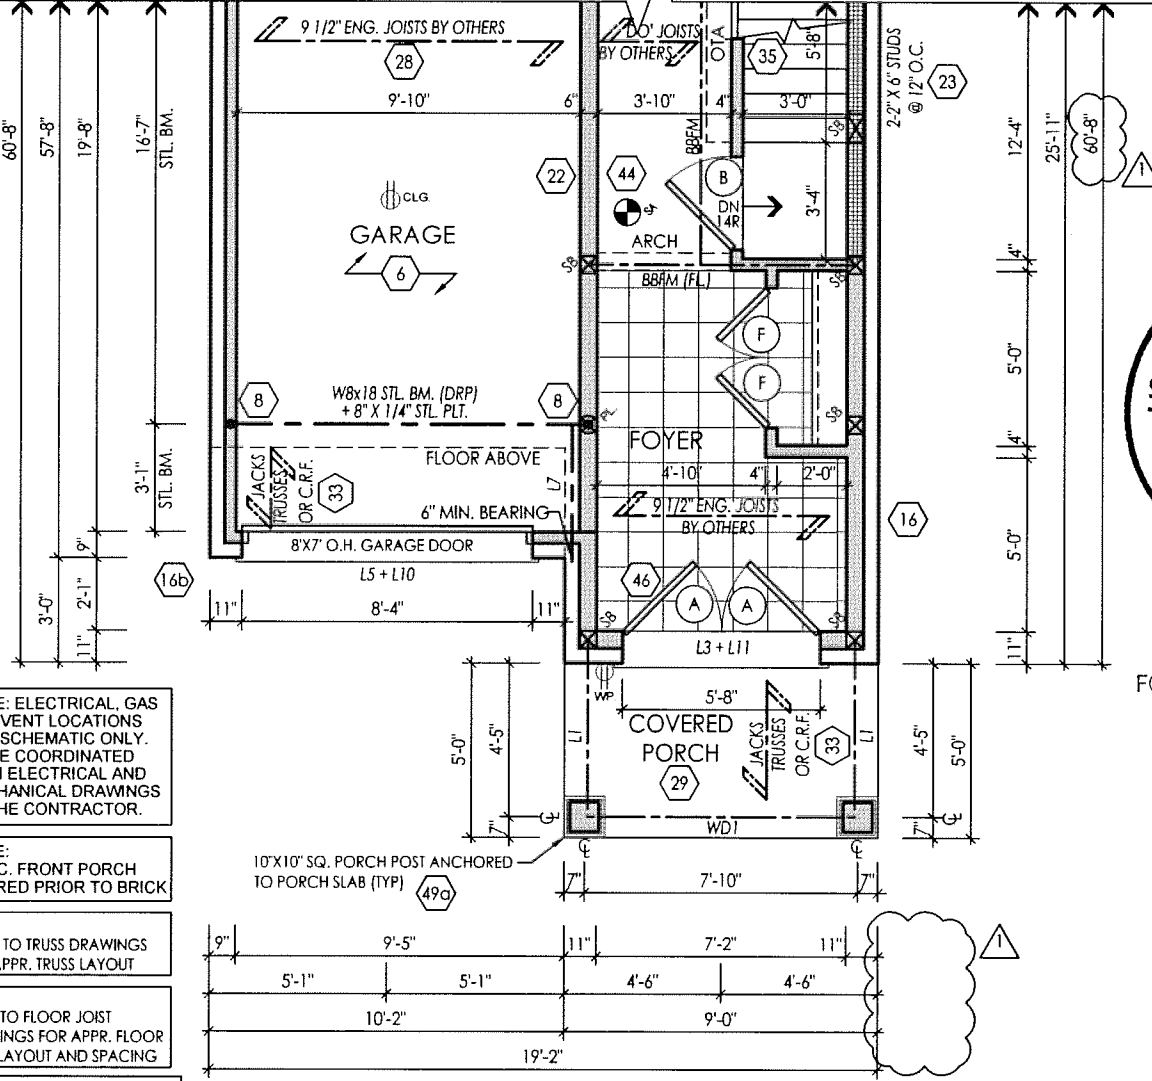 9 1/2" ENG. JOISTS BY OTHERS
28
DO' JOISTS
BY OTHERS
35
5'-8"
2-2" X 6" STUDS
@ 12" O.C.
23
60'-8"
57'-8"
19'-8"
16'-7"
STL. BM.
9'-10"
6"
3'-10"
4"
3'-0"
BBFM
SB
12'-4"
25'-11"
60'-8"
1
22
44
B
CLG.
DN
14R
3'-4"
GARAGE
6
ARCH
SB
BBFM (FL.)
SB
4"
F
F
5'-0"
8
W8x18 STL. BM. (DRP)
+ 8" X 1/4" STL. PLT.
8
PL
SB
FOYER
4"
3'-1"
STL. BM.
FLOOR ABOVE
JACKS
TRUSSES
OR C.R.F.
33
L7
4'-10'
4"
2'-0"
6" MIN. BEARING
9 1/2" ENG. JOISTS
BY OTHERS
16
5'-0"
8'X7' O.H. GARAGE DOOR
9"
16b
L5 + L10
46
A
A
3'-0"
2'-1"
11"
8'-4"
11"
SB
SB
11"
L3 + L11
11"
WP
5'-8"
COVERED
PORCH
29
JACKS
TRUSSES
OR C.R.F.
33
L1
L1
5'-0"
4'-5"
7"
4'-5"
5'-0"
7"
WD1
E: ELECTRICAL, GAS
VENT LOCATIONS
SCHEMATIC ONLY.
E COORDINATED
ELECTRICAL AND
HANICAL DRAWINGS
HE CONTRACTOR.
E:
C. FRONT PORCH
RED PRIOR TO BRICK
10"X10" SQ. PORCH POST ANCHORED
TO PORCH SLAB (TYP)
49a
7"
7'-10"
7"
TO TRUSS DRAWINGS
APPR. TRUSS LAYOUT
9"
9'-5"
11"
7'-2"
11"
1
5'-1"
5'-1"
4'-6"
4'-6"
TO FLOOR JOIST
INGS FOR APPR. FLOOR
LAYOUT AND SPACING
10'-2"
9'-0"
19'-2"